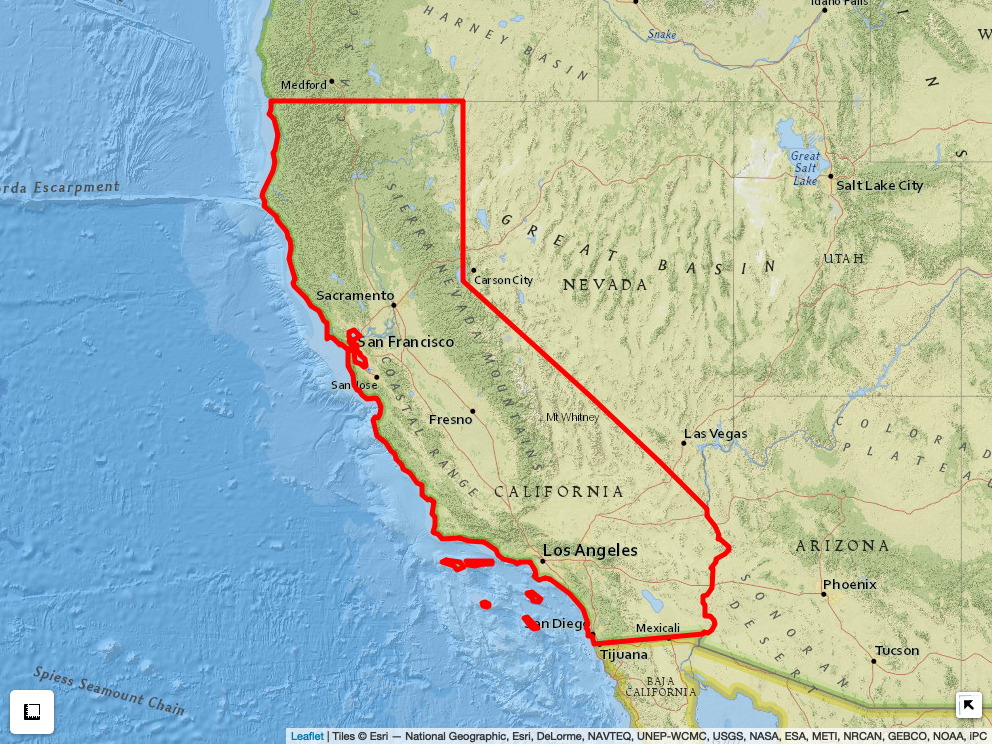 Idaho Falls
HARNEY BASIN
Snake
W
I
N
S
Medford
CA
S
Great
Salt
Lake
Salt Lake City
orda Escarpment
SIERRA NEVADA MOUNTAINS
GREAT BASIN
UTAH
Carson City
NEVADA
Sacramento
San Francisco
San Jose
COASTAL RANGE
Fresno
Mt Whitney
Las Vegas
COLORAD
PLATEAU
CALIFORNIA
Los Angeles
ARIZONA
Phoenix
SONORAN
DESERT
San Diego
Mexicali
Tijuana
Tucson
BAJA
CALIFORNIA
Spiess Seamount Chain
Leaflet | Tiles © Esri — National Geographic, Esri, DeLorme, NAVTEQ, UNEP-WCMC, USGS, NASA, ESA, METI, NRCAN, GEBCO, NOAA, iPC